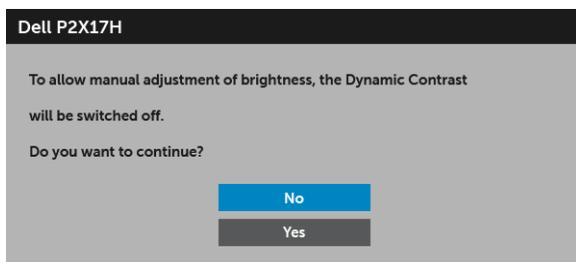 Dell P2X17H
To allow manual adjustment of brightness, the Dynamic Contrast
will be switched off.
Do you want to continue?
No
Yes